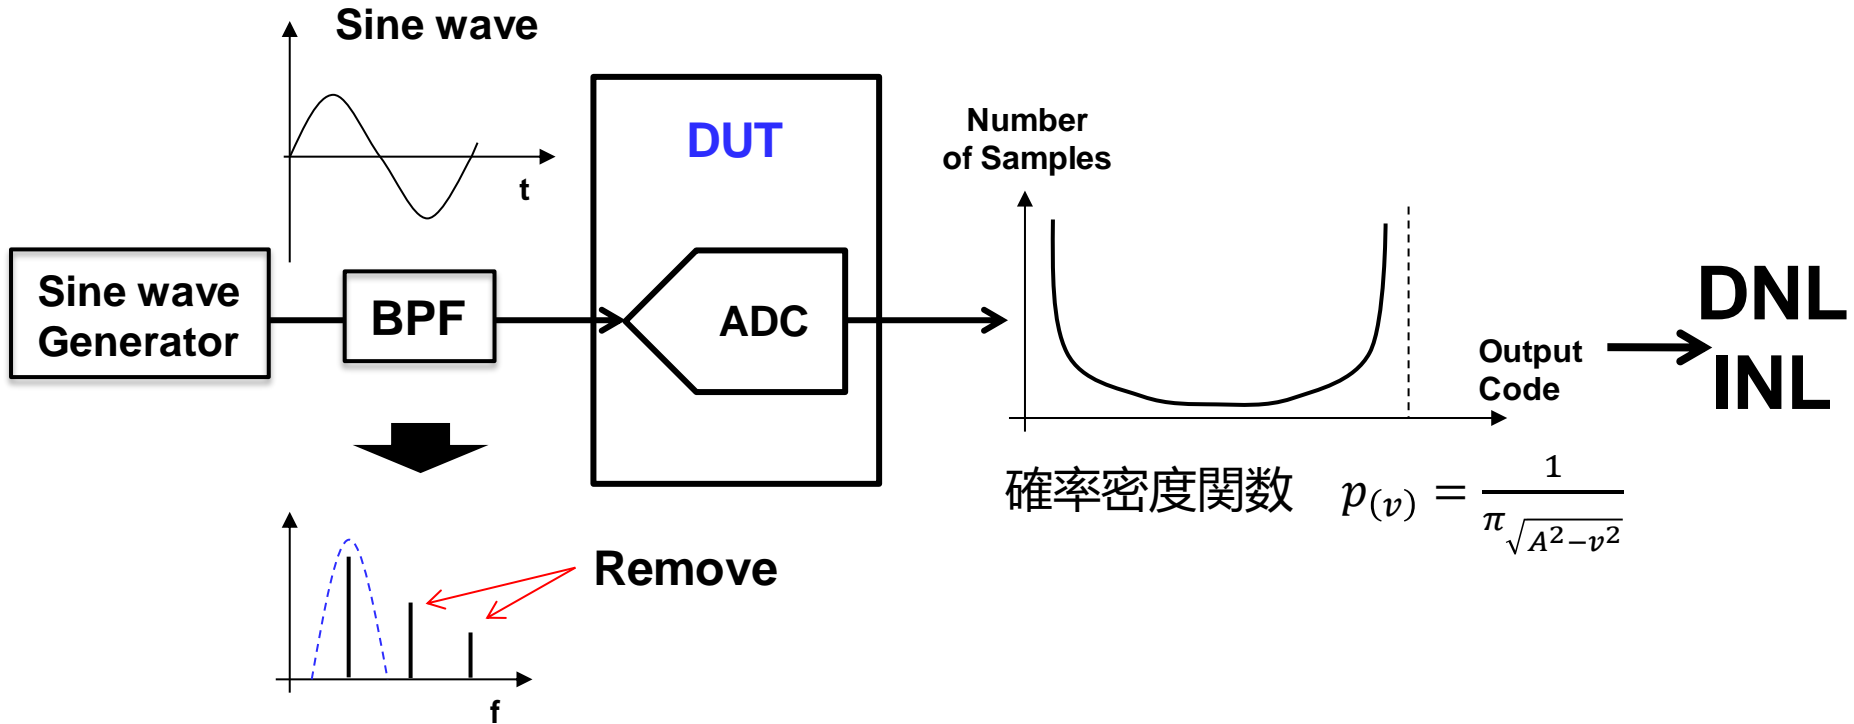 Sine wave
t
Sine wave
Generator
BPF
DUT
ADC
Number
of Samples
Output
Code
DNL
INL
確率密度関数 p(v) = 1/(π√(A²−v²))
Remove
f